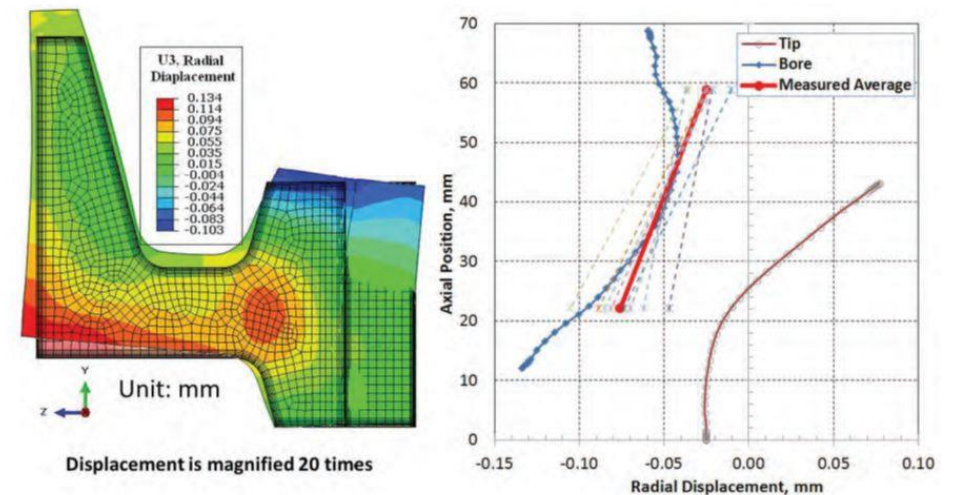 U3, Radial
Diaplacement
0.134
0.114
0.094
0.075
0.055
0.035
0.015
-0.004
-0.024
-0.044
-0.064
-0.083
-0.103
Y
Z
Unit: mm
Displacement is magnified 20 times
Axial Position, mm
70
60
50
40
30
20
10
0
Tip
Bore
Measured Average
-0.15
-0.10
-0.05
0.00
0.05
0.10
Radial Displacement, mm